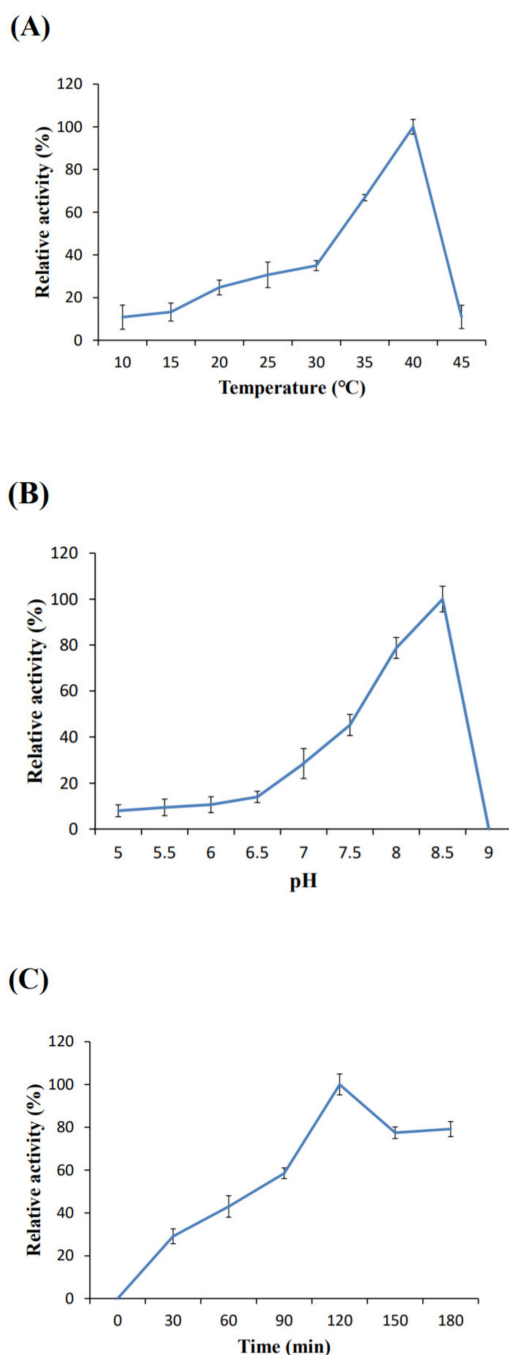 (A)
Relative activity (%)
120
100
80
60
40
20
0
10 15 20 25 30 35 40 45
Temperature (°C)
(B)
Relative activity (%)
120
100
80
60
40
20
0
5 5.5 6 6.5 7 7.5 8 8.5 9
pH
(C)
Relative activity (%)
120
100
80
60
40
20
0
0 30 60 90 120 150 180
Time (min)